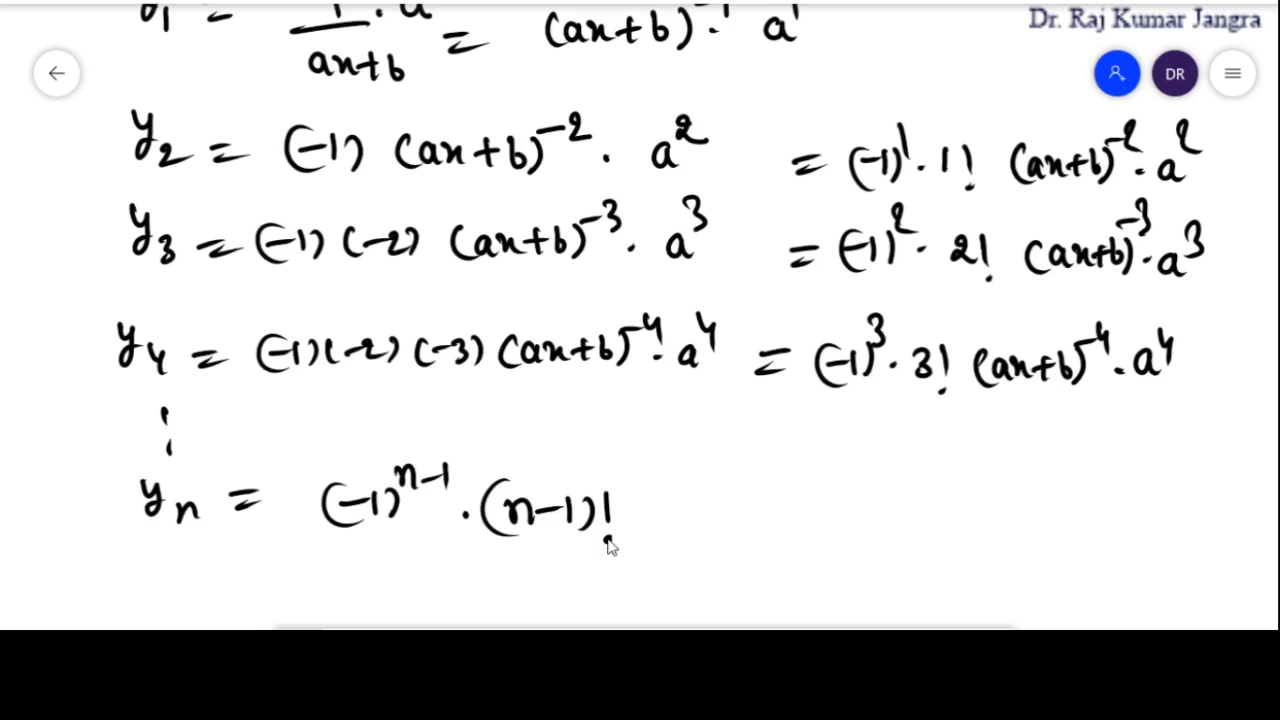 Dr. Raj Kumar Jangra
y₁ = 1/(ax+b) · a = (ax+b)⁻¹ · a¹
DR
y₂ = (-1) (ax+b)⁻² · a² = (-1)¹ · 1! (ax+b)⁻² · a²
y₃ = (-1) (-2) (ax+b)⁻³ · a³ = (-1)² · 2! (ax+b)⁻³ · a³
y₄ = (-1)(-2) (-3) (ax+b)⁻⁴ · a⁴ = (-1)³ · 3! (ax+b)⁻⁴ · a⁴
⋮
yₙ = (-1)ⁿ⁻¹ · (n-1)!